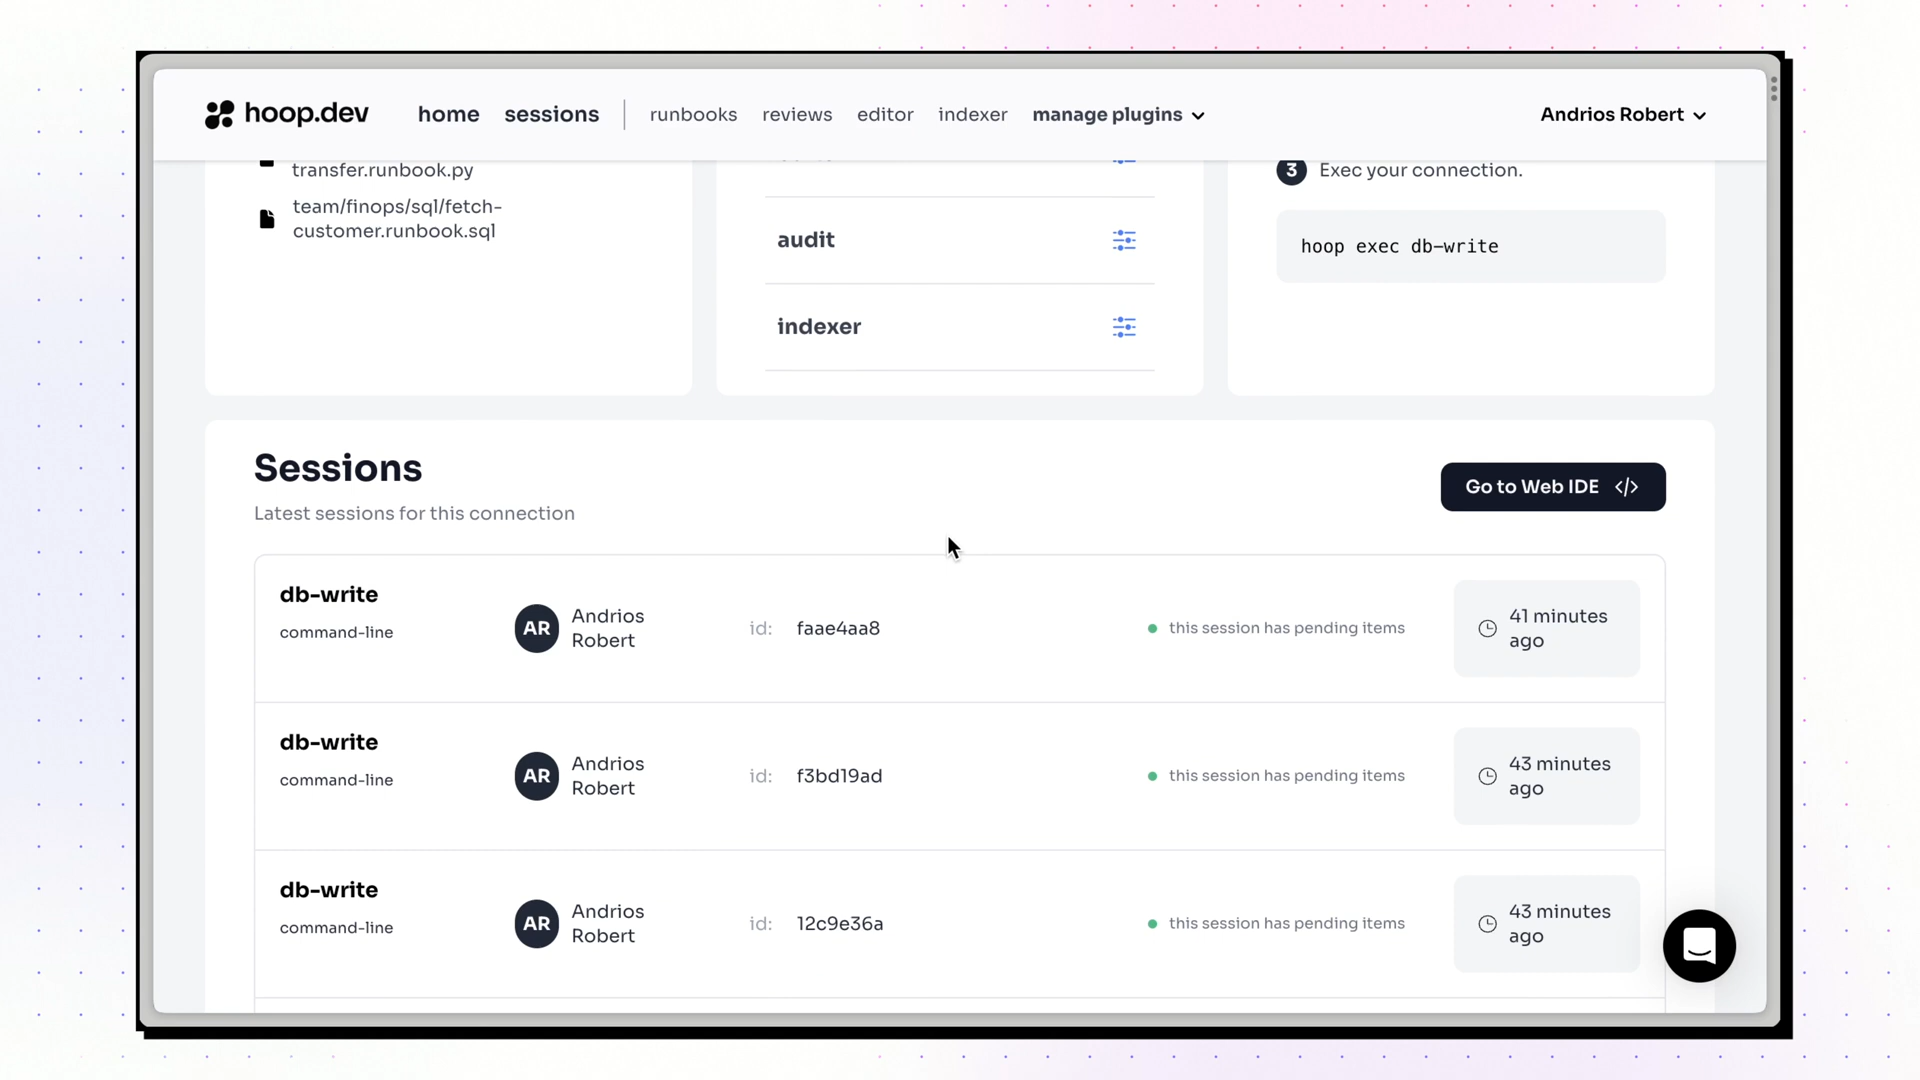 hoop.dev home sessions runbooks reviews editor indexer manage plugins Andrios Robert
transfer.runbook.py
team/finops/sql/fetch-
customer.runbook.sql
audit
indexer
3 Exec your connection.
hoop exec db-write
Sessions
Latest sessions for this connection
Go to Web IDE </>
db-write
command-line
AR
Andrios
Robert
id: faae4aa8
this session has pending items
41 minutes
ago
db-write
command-line
AR
Andrios
Robert
id: f3bd19ad
this session has pending items
43 minutes
ago
db-write
command-line
AR
Andrios
Robert
id: 12c9e36a
this session has pending items
43 minutes
ago